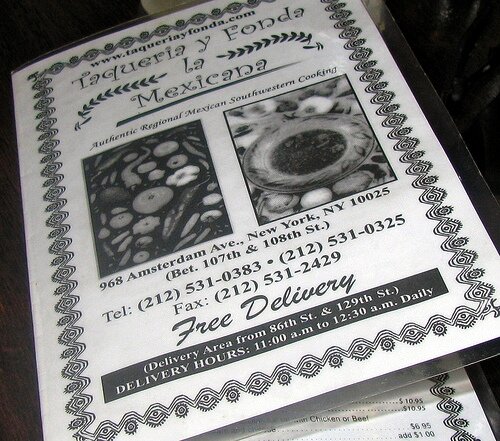 www.taqueriayfonda.com
Taqueria y Fonda
la
Mexicana
Authentic Regional Mexican Southwestern Cooking
968 Amsterdam Ave., New York, NY 10025
(Bet. 107th & 108th St.)
Tel: (212) 531-0383 • (212) 531-0325
Fax: (212) 531-2429
Free Delivery
(Delivery Area from 86th St. & 129th St.)
DELIVERY HOURS: 11:00 a.m to 12:30 a.m. Daily
$10.95
$10.95
with Chicken or Beef
$6.95
add $1.00